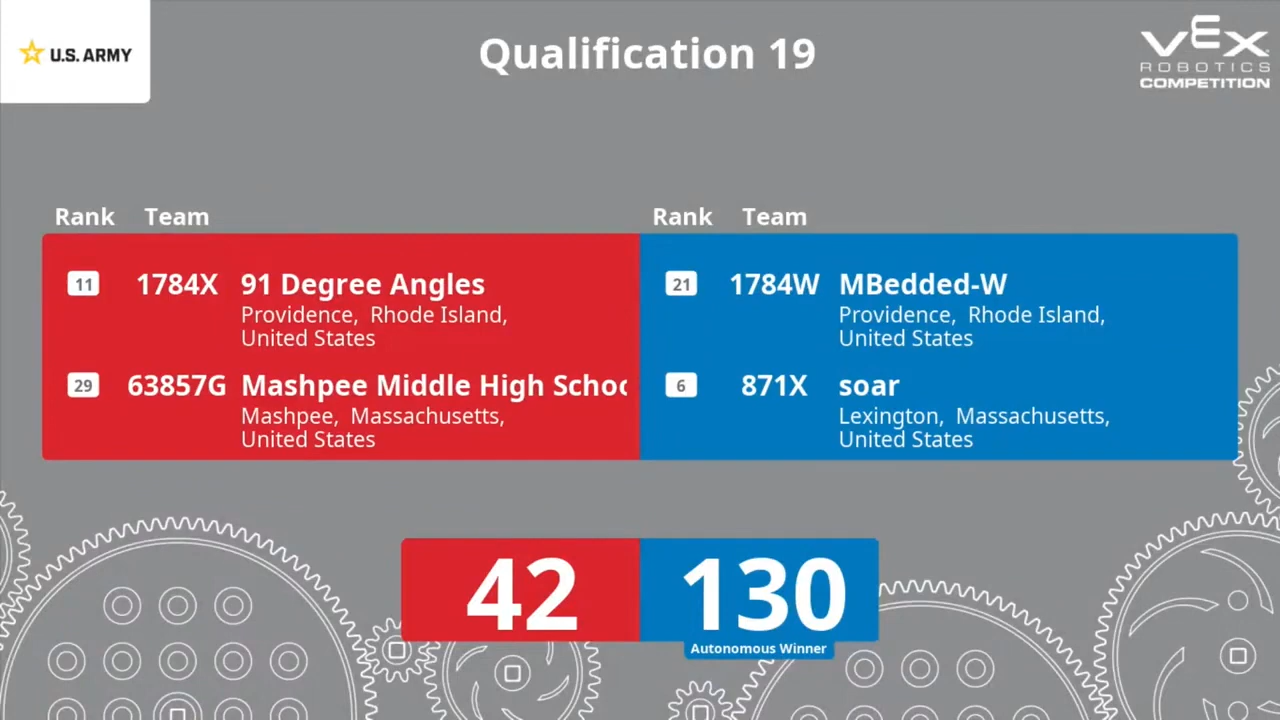 U.S. ARMY
Qualification 19
VEX
ROBOTICS
COMPETITION
Rank Team
11 1784X 91 Degree Angles
Providence, Rhode Island,
United States
29 63857G Mashpee Middle High Schoo
Mashpee, Massachusetts,
United States
Rank Team
21 1784W MBedded-W
Providence, Rhode Island,
United States
6 871X soar
Lexington, Massachusetts,
United States
42 130
Autonomous Winner